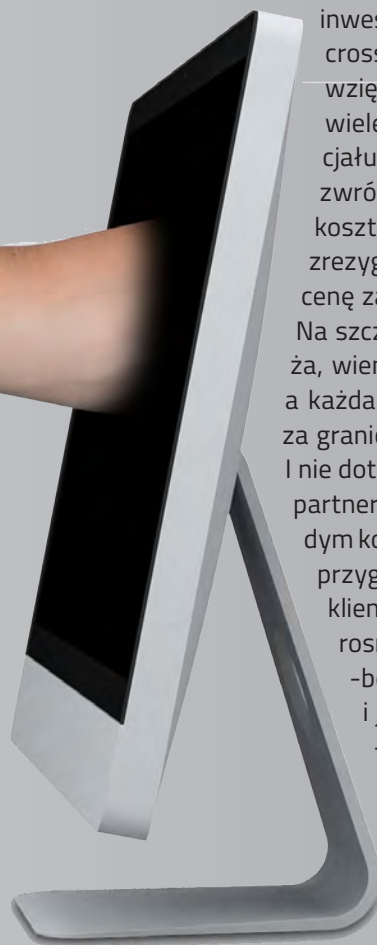 inwes
cross
wzię
wiele
cjału
zwró
koszt
zrezyg
cenę za
Na szcz
ża, wier
a każda
za granic
I nie dot
partner
dym ko
przyg
klien
rosn
-be
i